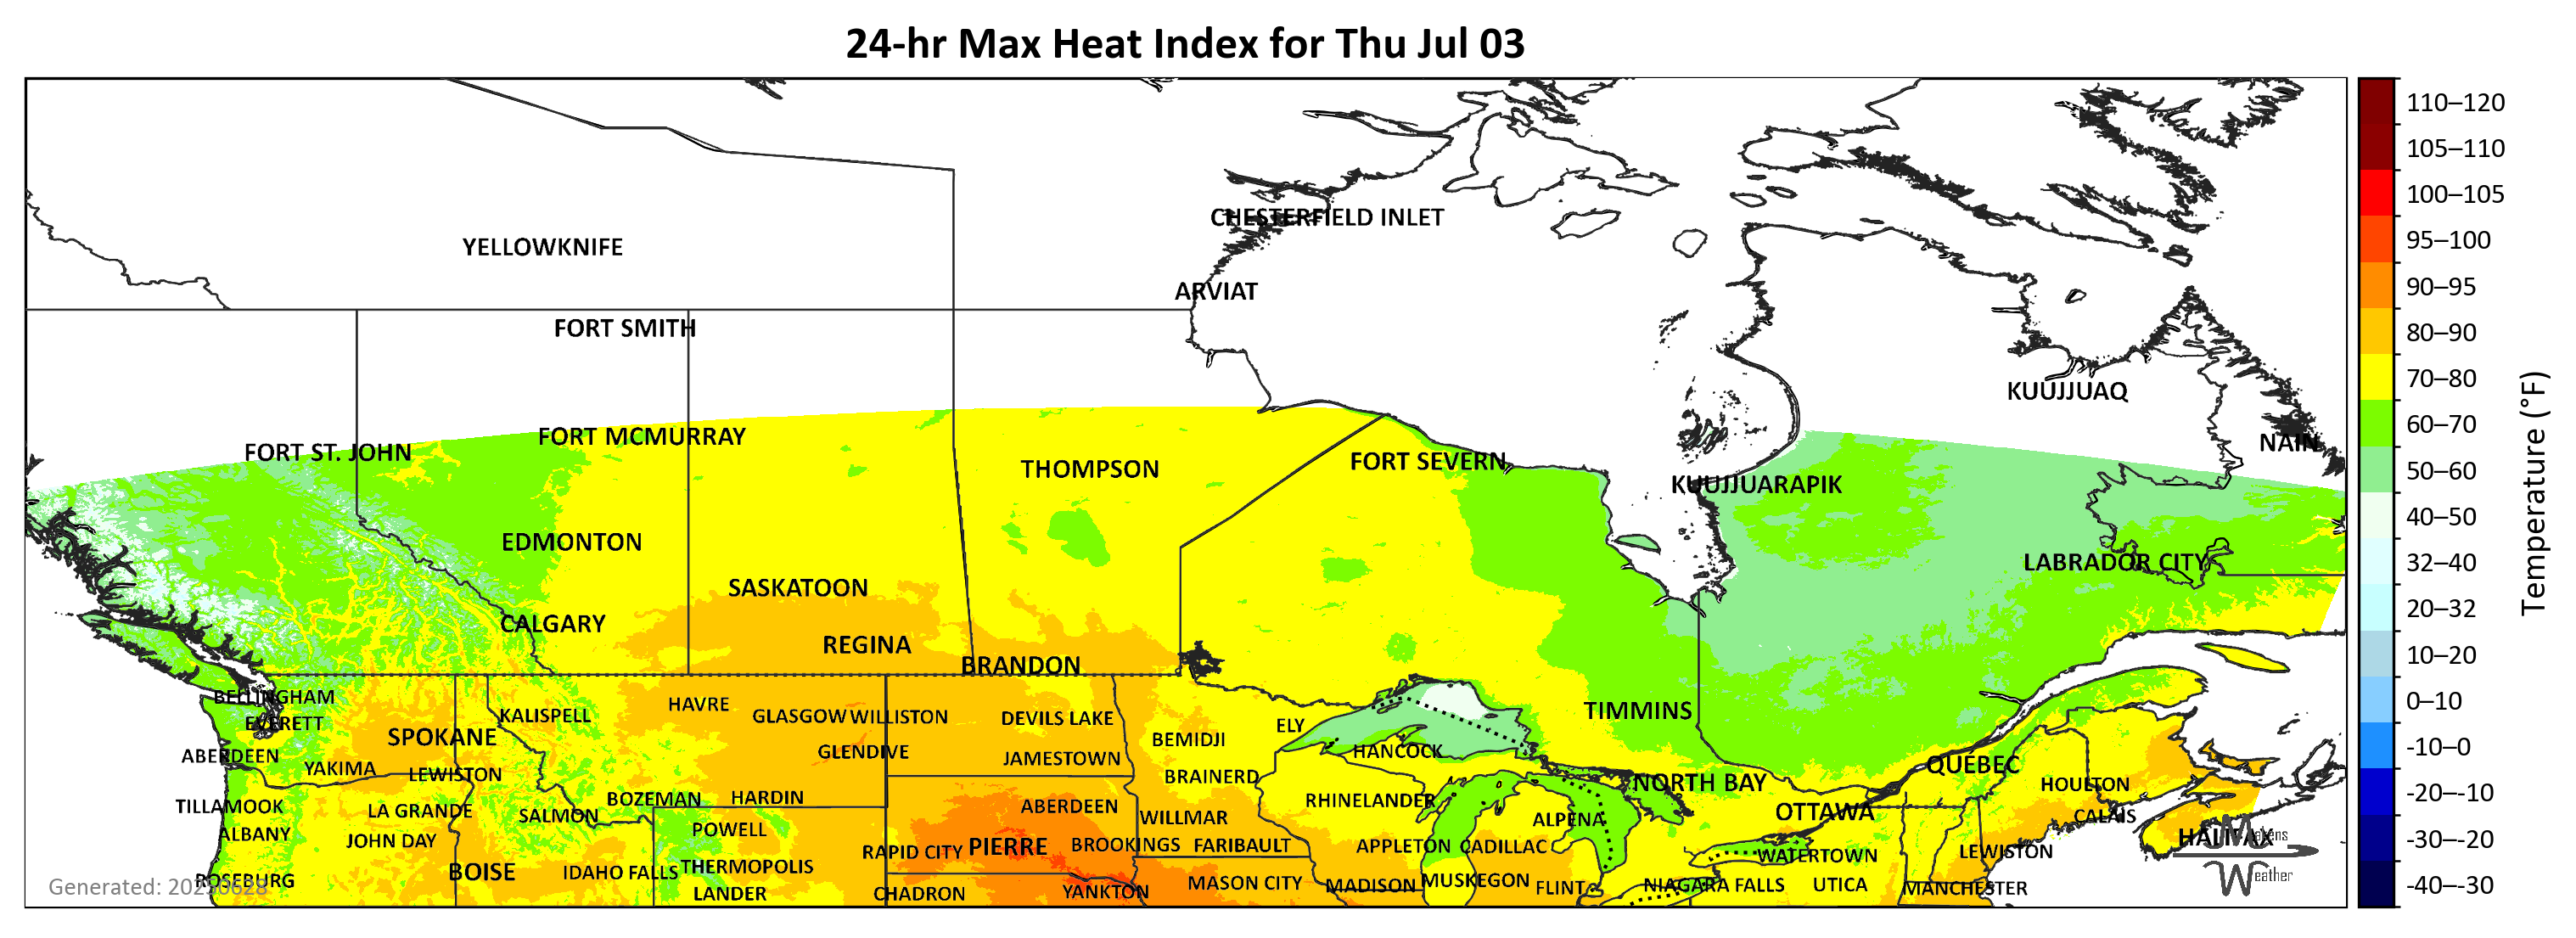 24-hr Max Heat Index for Thu Jul 03
110–120
105–110
CHESTERFIELD INLET
100–105
YELLOWKNIFE
95–100
ARVIAT
90–95
FORT SMITH
80–90
KUUJJUAQ
70–80
FORT MCMURRAY
60–70
NAIN
FORT ST. JOHN
FORT SEVERN
THOMPSON
50–60
KUUJJUARAPIK
40–50
EDMONTON
LABRADOR CITY
32–40
SASKATOON
20–32
CALGARY
REGINA
10–20
BRANDON
BELLINGHAM
HAVRE
0–10
KALISPELL
GLASGOW WILLISTON
DEVILS LAKE
TIMMINS
EVERETT
ELY
SPOKANE
BEMIDJI
-10–0
ABERDEEN
GLENDIVE
JAMESTOWN
HANCOCK
QUÉBEC
YAKIMA
LEWISTON
BRAINERD
NORTH BAY
HOULTON
-20–-10
TILLAMOOK
LA GRANDE
SALMON
BOZEMAN
HARDIN
ABERDEEN
RHINELANDER
OTTAWA
CALAIS
WILLMAR
ALPENA
ALBANY
POWELL
JOHN DAY
HALIFAX
Makens
-30–-20
RAPID CITY
PIERRE
BROOKINGS
FARIBAULT
APPLETON
CADILLAC
WATERTOWN
LEWISTON
BOISE
IDAHO FALLS
THERMOPOLIS
Weather
ROSEBURG
Generated: 20250628
LANDER
CHADRON
YANKTON
MASON CITY
MADISON
MUSKEGON
FLINT
NIAGARA FALLS
UTICA
MANCHESTER
-40–-30
Temperature (°F)